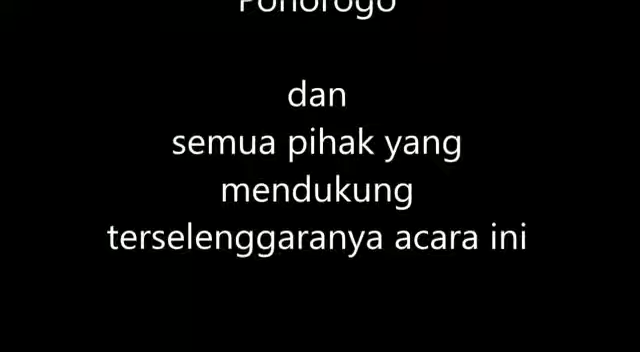 Ponorogo
dan
semua pihak yang
mendukung
terselenggaranya acara ini